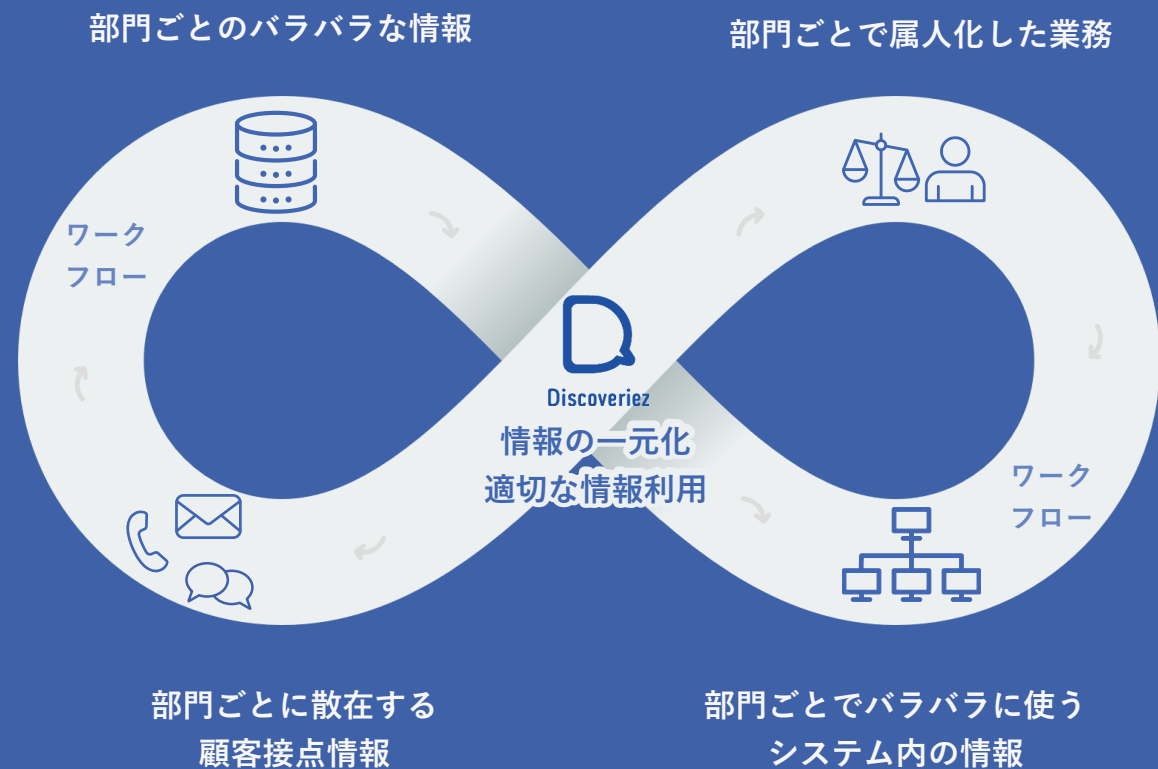 部門ごとのバラバラな情報
部門ごとで属人化した業務
ワーク
フロー
Discoveriez
情報の一元化
適切な情報利用
ワーク
フロー
部門ごとに散在する
顧客接点情報
部門ごとでバラバラに使う
システム内の情報